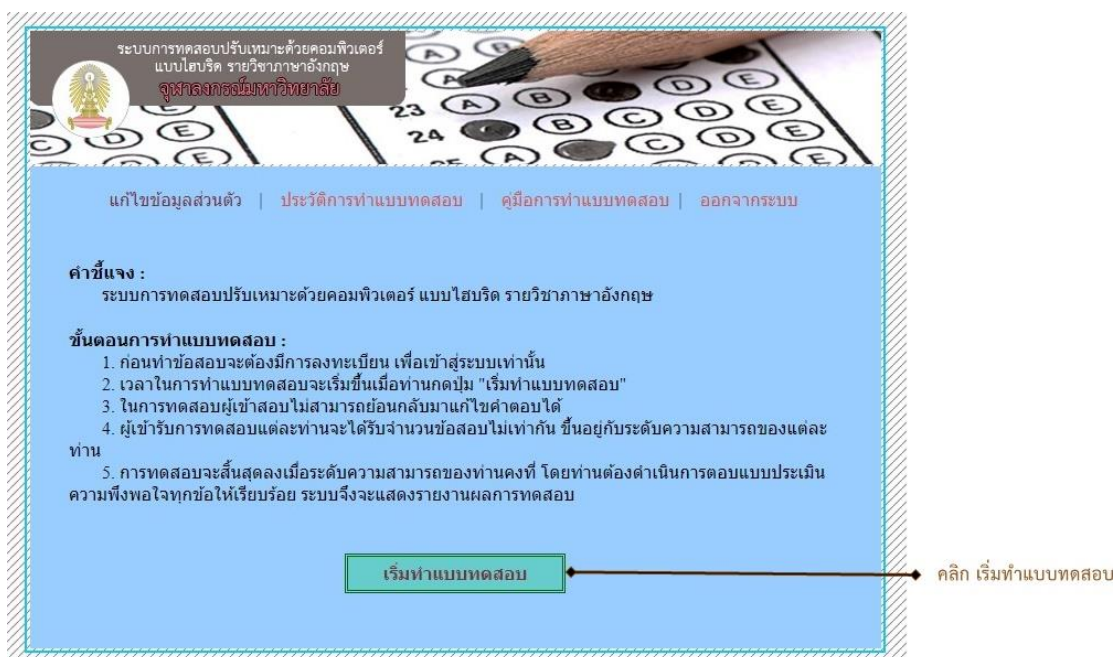 ระบบการทดสอบปรับเหมาะด้วยคอมพิวเตอร์
แบบไฮบริด รายวิชาภาษาอังกฤษ
จุฬาลงกรณ์มหาวิทยาลัย
23 A B D E
24 B C D E
25 A C D E
แก้ไขข้อมูลส่วนตัว | ประวัติการทำแบบทดสอบ | คู่มือการทำแบบทดสอบ | ออกจากระบบ
คำชี้แจง :
ระบบการทดสอบปรับเหมาะด้วยคอมพิวเตอร์ แบบไฮบริด รายวิชาภาษาอังกฤษ
ขั้นตอนการทำแบบทดสอบ :
1. ก่อนทำข้อสอบจะต้องมีการลงทะเบียน เพื่อเข้าสู่ระบบเท่านั้น
2. เวลาในการทำแบบทดสอบจะเริ่มขึ้นเมื่อท่านกดปุ่ม "เริ่มทำแบบทดสอบ"
3. ในการทดสอบผู้เข้าสอบไม่สามารถย้อนกลับมาแก้ไขคำตอบได้
4. ผู้เข้ารับการทดสอบแต่ละท่านจะได้รับจำนวนข้อสอบไม่เท่ากัน ขึ้นอยู่กับระดับความสามารถของแต่ละ
ท่าน
5. การทดสอบจะสิ้นสุดลงเมื่อระดับความสามารถของท่านคงที่ โดยท่านต้องดำเนินการตอบแบบประเมิน
ความพึงพอใจทุกข้อให้เรียบร้อย ระบบจึงจะแสดงรายงานผลการทดสอบ
เริ่มทำแบบทดสอบ
คลิก เริ่มทำแบบทดสอบ